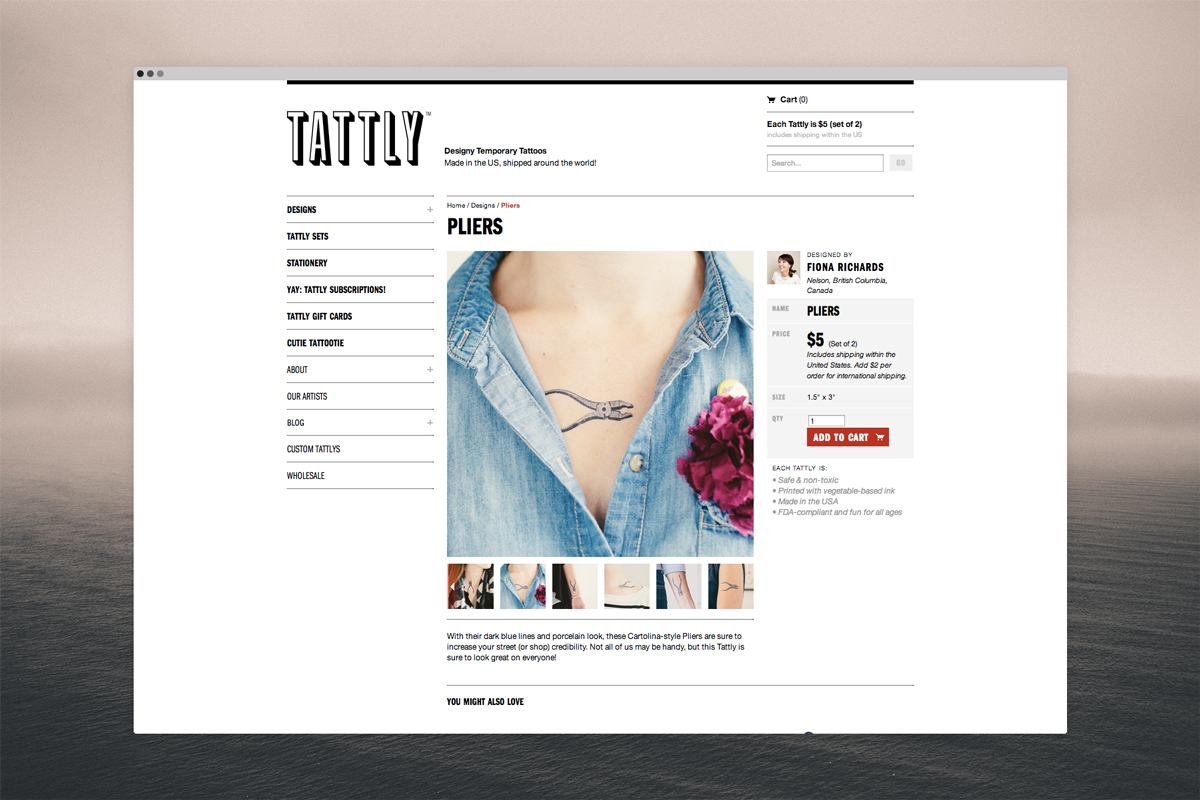 TATTLY™
Designy Temporary Tattoos
Made in the US, shipped around the world!
Cart (0)
Each Tattly is $5 (set of 2)
includes shipping within the US
Search...
GO
DESIGNS +
TATTLY SETS
STATIONERY
YAY: TATTLY SUBSCRIPTIONS!
TATTLY GIFT CARDS
CUTIE TATTOOTIE
ABOUT +
OUR ARTISTS
BLOG +
CUSTOM TATTLYS
WHOLESALE
Home / Designs / Pliers
PLIERS
DESIGNED BY
FIONA RICHARDS
Nelson, British Columbia,
Canada
NAME PLIERS
PRICE $5 (Set of 2)
Includes shipping within the
United States. Add $2 per
order for international shipping.
SIZE 1.5" x 3"
QTY 1
ADD TO CART
EACH TATTLY IS:
• Safe & non-toxic
• Printed with vegetable-based ink
• Made in the USA
• FDA-compliant and fun for all ages
With their dark blue lines and porcelain look, these Cartolina-style Pliers are sure to
increase your street (or shop) credibility. Not all of us may be handy, but this Tattly is
sure to look great on everyone!
YOU MIGHT ALSO LOVE